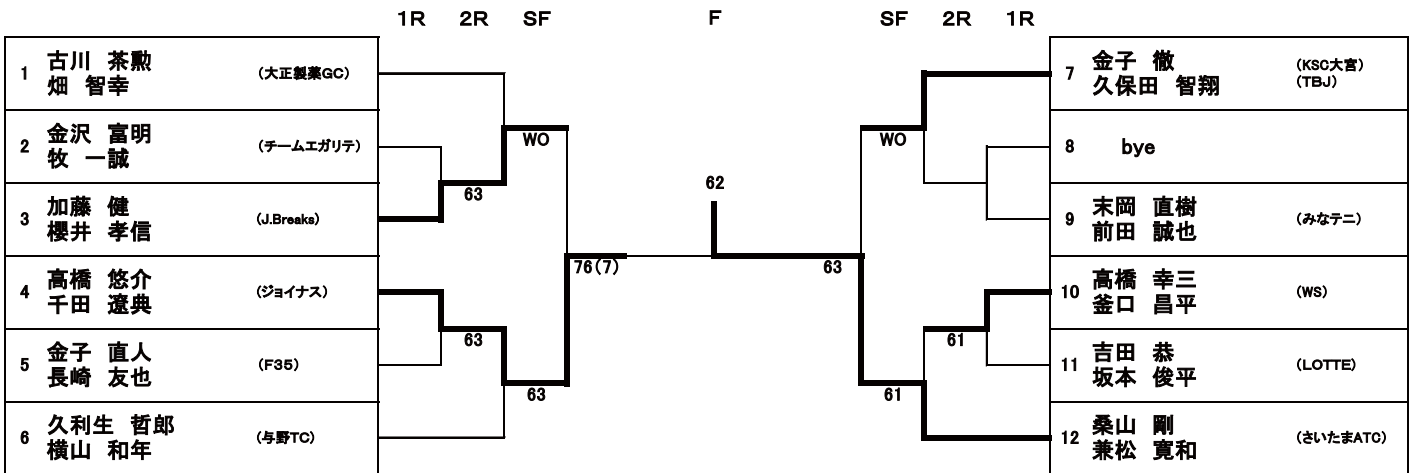 1R 2R SF F SF 2R 1R
1 古川 茶勲 (大正製薬GC)
畑 智幸
2 金沢 富明 (チームエガリテ)
牧 一誠
3 加藤 健 (J.Breaks)
櫻井 孝信
4 高橋 悠介 (ジョイナス)
千田 遼典
5 金子 直人 (F35)
長崎 友也
6 久利生 哲郎 (与野TC)
横山 和年
WO
63
63
63
76(7)
62
63
WO
61
61
7 金子 徹 (KSC大宮)
久保田 智翔 (TBJ)
8 bye
9 末岡 直樹 (みなテニ)
前田 誠也
10 高橋 幸三 (WS)
釜口 昌平
11 吉田 恭 (LOTTE)
坂本 俊平
12 桑山 剛 (さいたまATC)
兼松 寛和